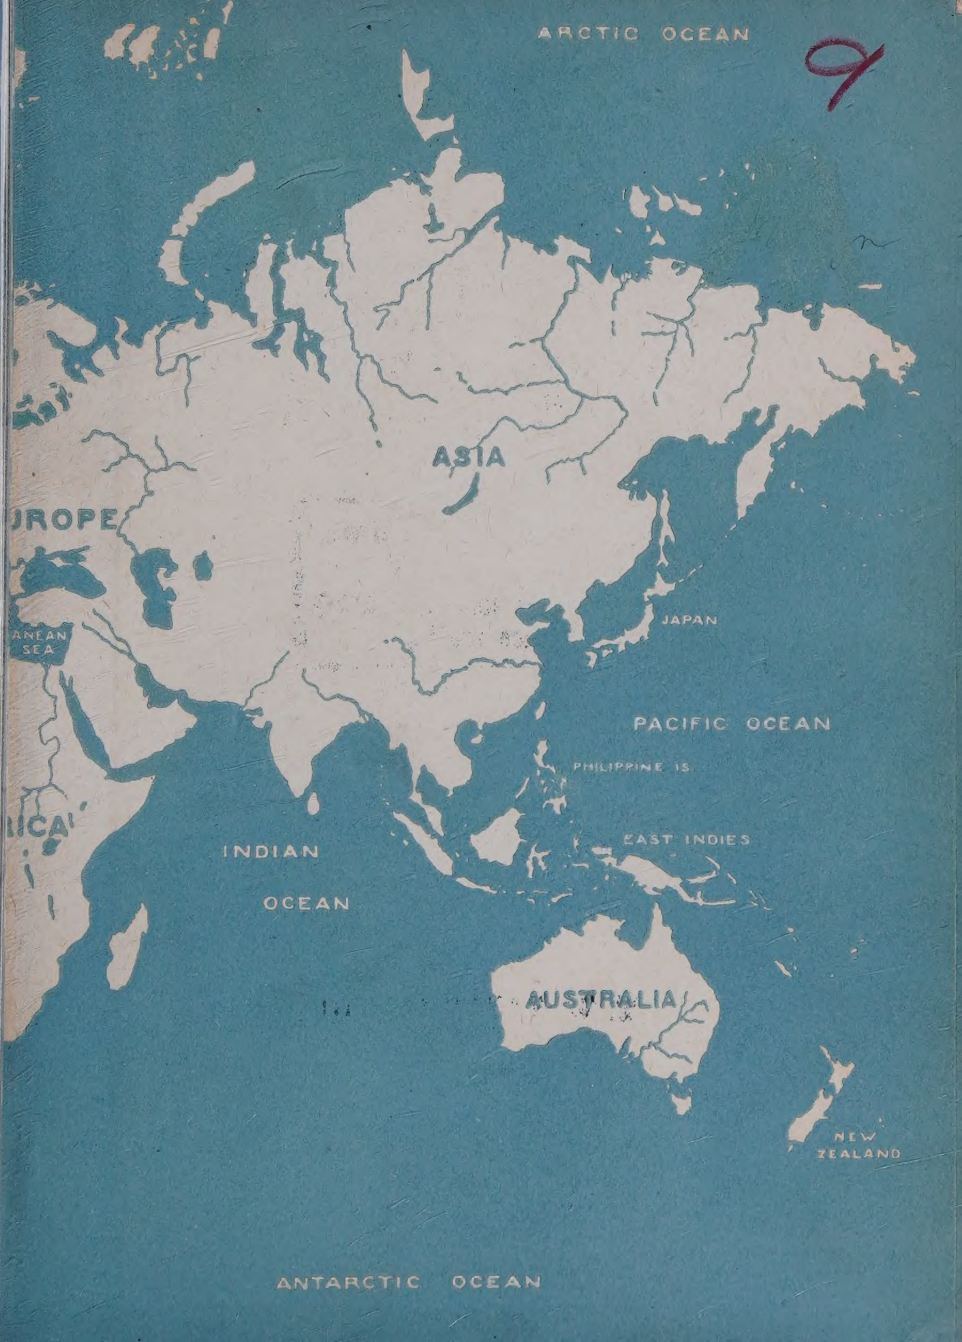 ARCTIC OCEAN
9
ASIA
UROPE
ANEAN
SEA
JAPAN
PACIFIC OCEAN
PHILIPPINE IS.
RICA
EAST INDIES
INDIAN
OCEAN
AUSTRALIA
NEW
ZEALAND
ANTARCTIC OCEAN